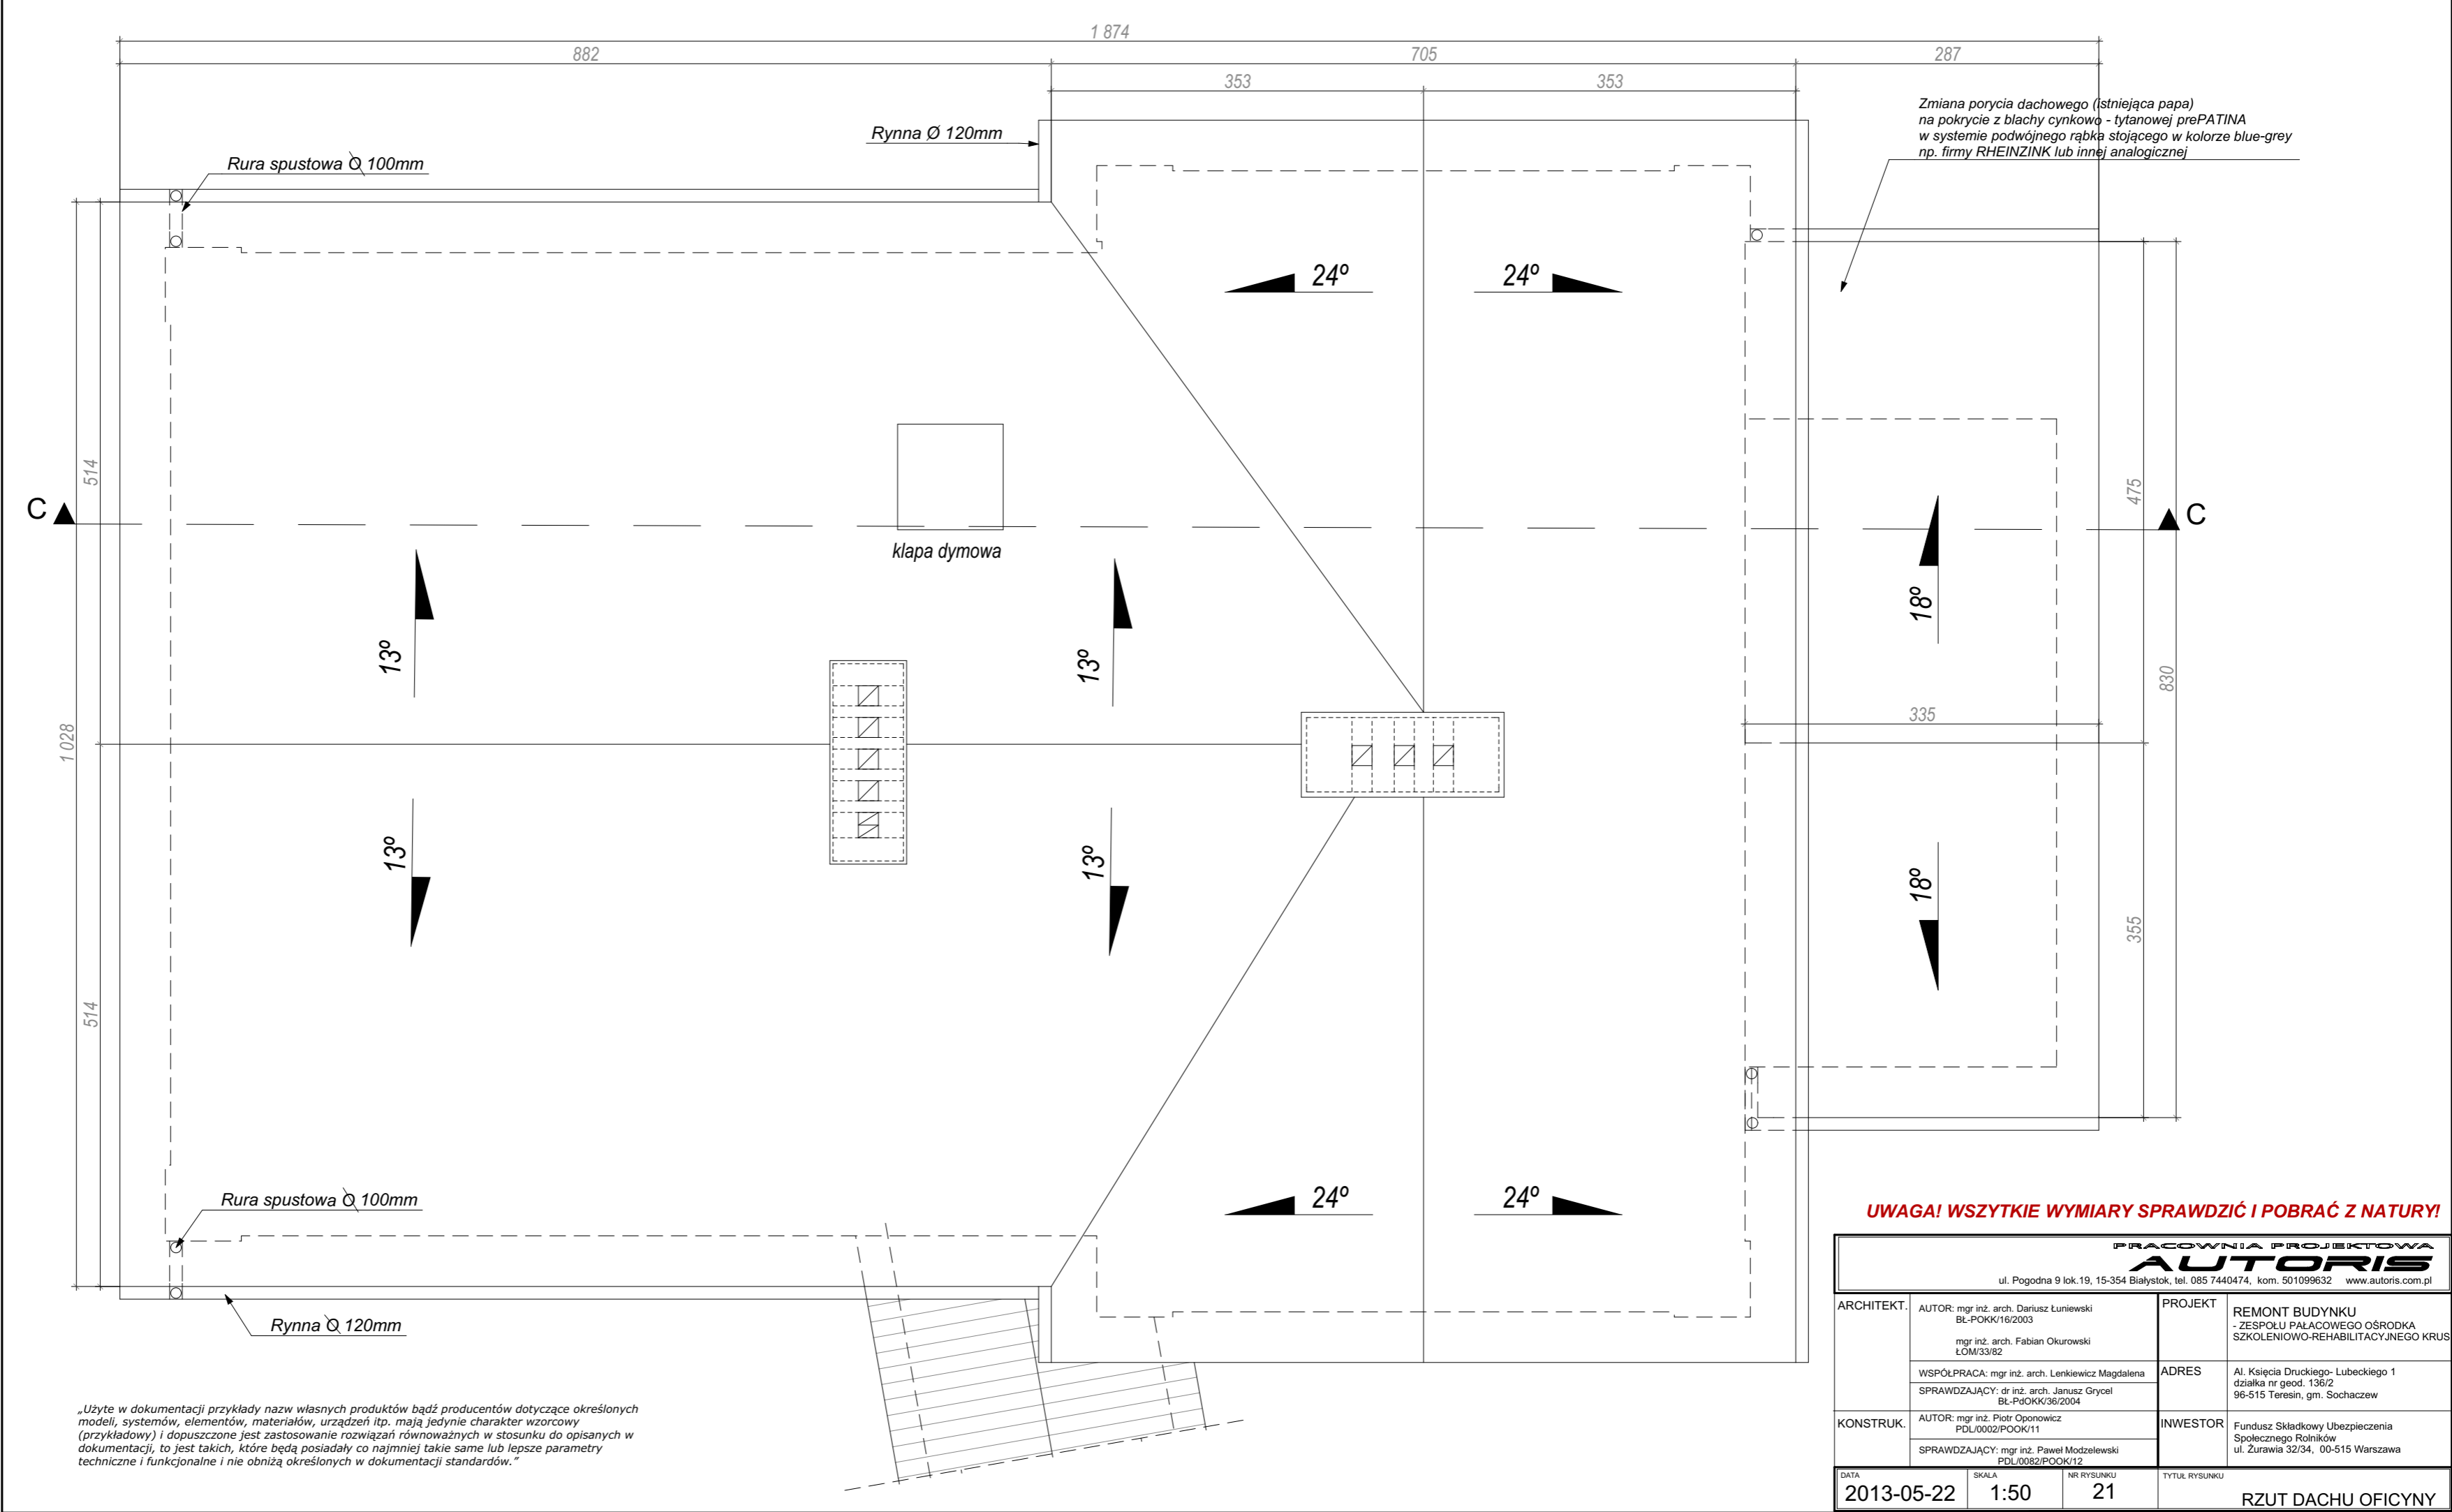 1 874
882
705
287
353
353
Zmiana porycia dachowego (istniejąca papa)
na pokrycie z blachy cynkowo - tytanowej prePATINA
w systemie podwójnego rąbka stojącego w kolorze blue-grey
np. firmy RHEINZINK lub innej analogicznej
Rynna Ø 120mm
Rura spustowa Ø 100mm
24º
24º
514
475
C
C
klapa dymowa
13º
13º
18º
830
335
1 028
13º
13º
18º
355
514
24º
24º
Rura spustowa Ø 100mm
Rynna Ø 120mm
UWAGA! WSZYTKIE WYMIARY SPRAWDZIĆ I POBRAĆ Z NATURY!
PRACOWNIA PROJEKTOWA
AUTORIS
ul. Pogodna 9 lok.19, 15-354 Białystok, tel. 085 7440474, kom. 501099632 www.autoris.com.pl
ARCHITEKT.
AUTOR: mgr inż. arch. Dariusz Łuniewski
BŁ-POKK/16/2003
mgr inż. arch. Fabian Okurowski
ŁOM/33/82
WSPÓŁPRACA: mgr inż. arch. Lenkiewicz Magdalena
SPRAWDZAJĄCY: dr inż. arch. Janusz Grycel
BŁ-PdOKK/36/2004
KONSTRUK.
AUTOR: mgr inż. Piotr Oponowicz
PDL/0002/POOK/11
SPRAWDZAJĄCY: mgr inż. Paweł Modzelewski
PDL/0082/POOK/12
PROJEKT
REMONT BUDYNKU
- ZESPOŁU PAŁACOWEGO OŚRODKA
SZKOLENIOWO-REHABILITACYJNEGO KRUS
ADRES
Al. Księcia Druckiego- Lubeckiego 1
działka nr geod. 136/2
96-515 Teresin, gm. Sochaczew
INWESTOR
Fundusz Składkowy Ubezpieczenia
Społecznego Rolników
ul. Żurawia 32/34, 00-515 Warszawa
DATA
2013-05-22
SKALA
1:50
NR RYSUNKU
21
TYTUŁ RYSUNKU
RZUT DACHU OFICYNY
„Użyte w dokumentacji przykłady nazw własnych produktów bądź producentów dotyczące określonych
modeli, systemów, elementów, materiałów, urządzeń itp. mają jedynie charakter wzorcowy
(przykładowy) i dopuszczone jest zastosowanie rozwiązań równoważnych w stosunku do opisanych w
dokumentacji, to jest takich, które będą posiadały co najmniej takie same lub lepsze parametry
techniczne i funkcjonalne i nie obniżą określonych w dokumentacji standardów.”